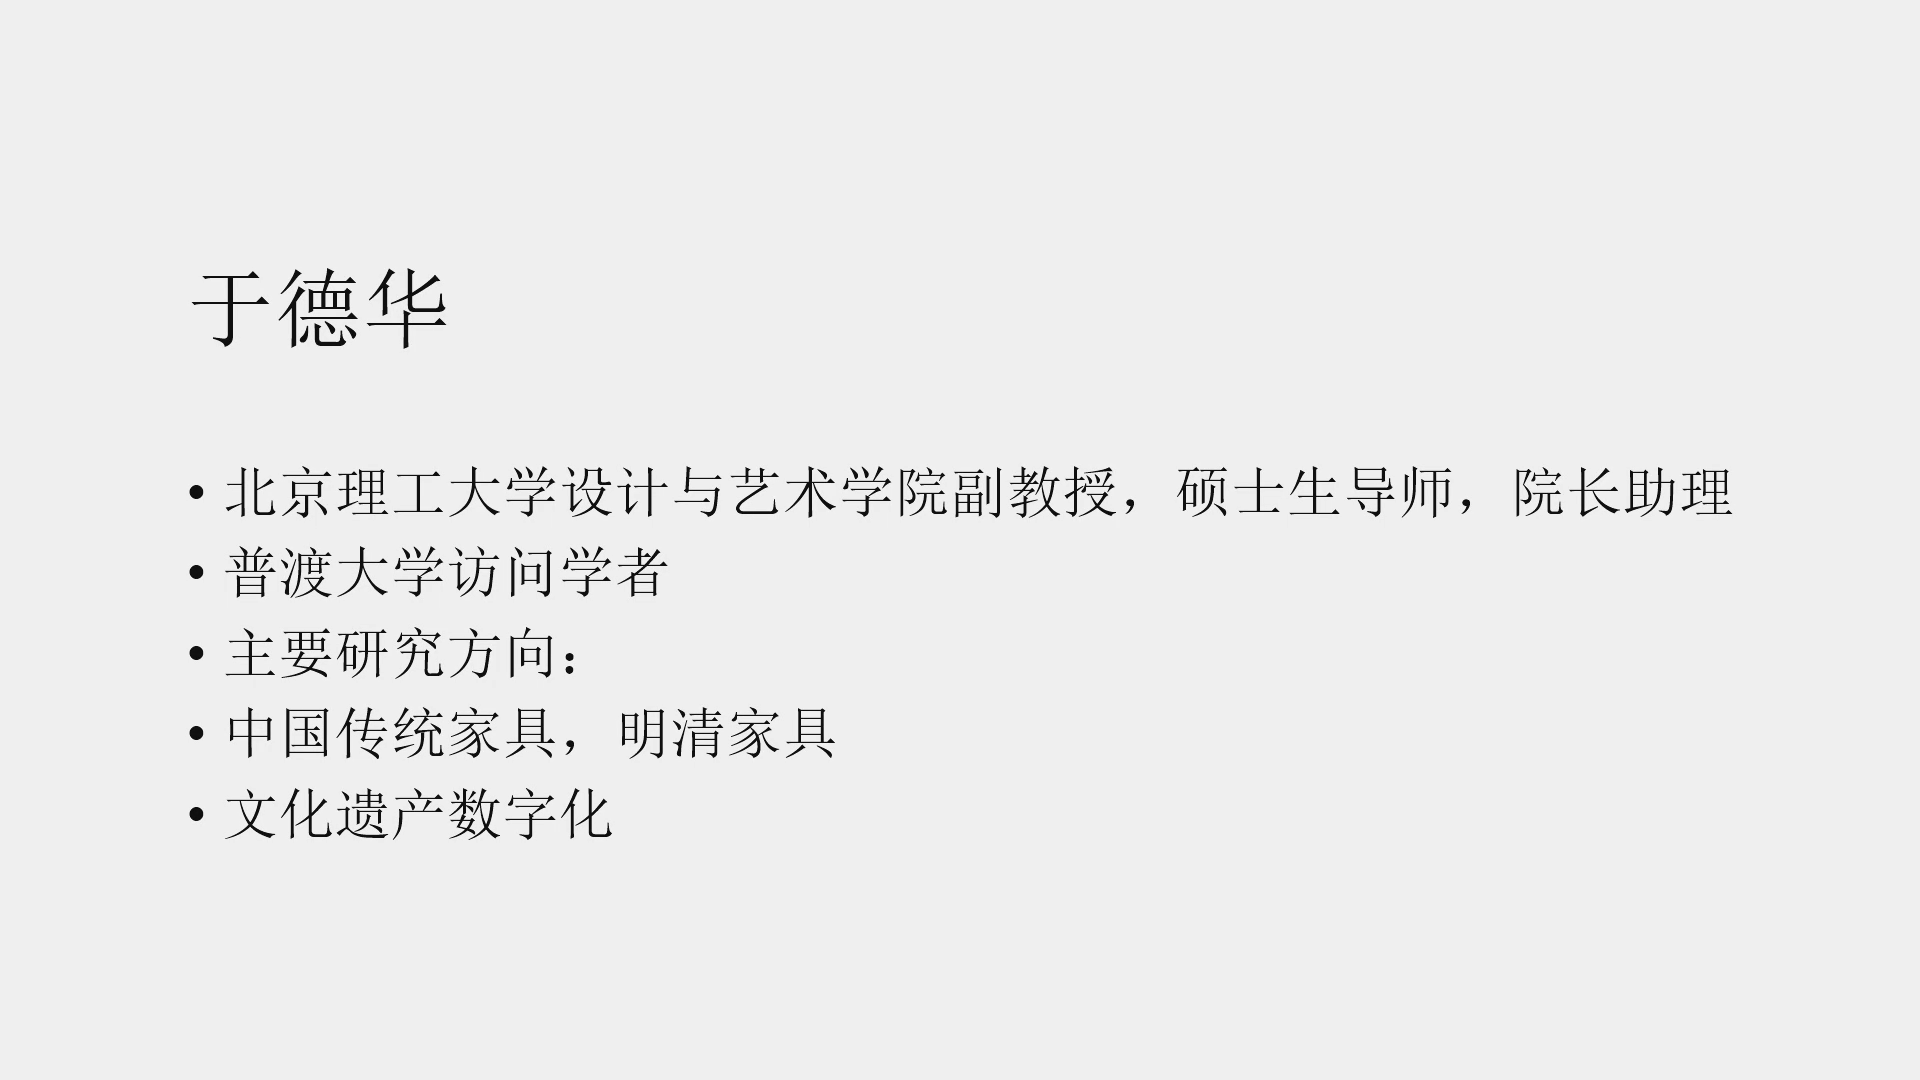 于德华
• 北京理工大学设计与艺术学院副教授，硕士生导师，院长助理
• 普渡大学访问学者
• 主要研究方向：
• 中国传统家具，明清家具
• 文化遗产数字化